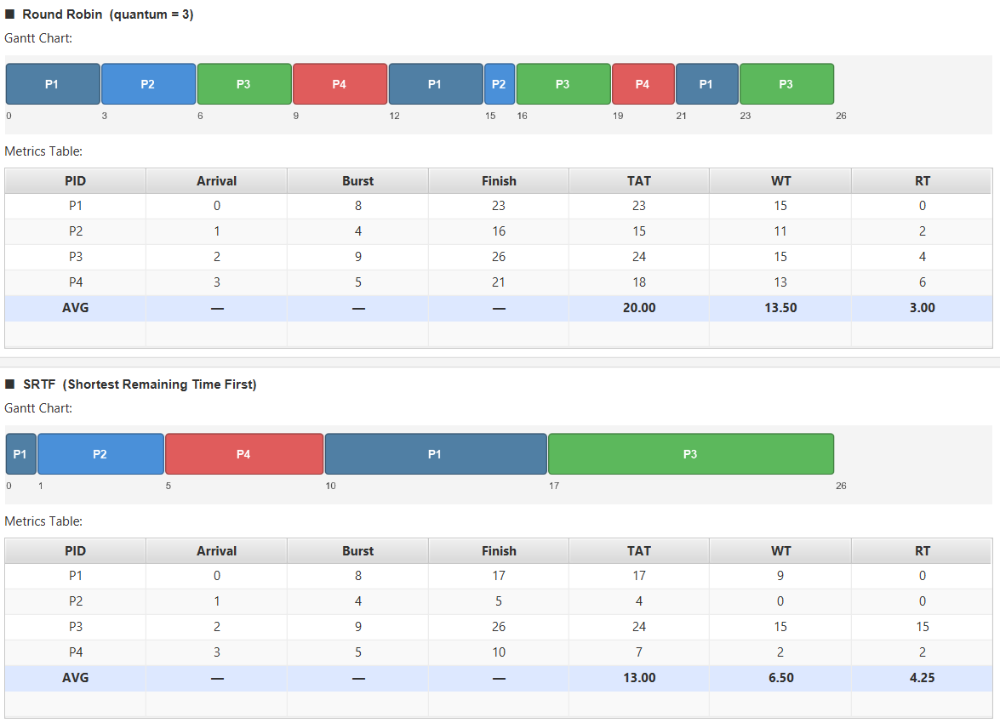 ■ Round Robin (quantum = 3)
Gantt Chart:
P1 P2 P3 P4 P1 P2 P3 P4 P1 P3
0 3 6 9 12 15 16 19 21 23 26
Metrics Table:
PID Arrival Burst Finish TAT WT RT
P1 0 8 23 23 15 0
P2 1 4 16 15 11 2
P3 2 9 26 24 15 4
P4 3 5 21 18 13 6
AVG — — — 20.00 13.50 3.00
■ SRTF (Shortest Remaining Time First)
Gantt Chart:
P1 P2 P4 P1 P3
0 1 5 10 17 26
Metrics Table:
PID Arrival Burst Finish TAT WT RT
P1 0 8 17 17 9 0
P2 1 4 5 4 0 0
P3 2 9 26 24 15 15
P4 3 5 10 7 2 2
AVG — — — 13.00 6.50 4.25